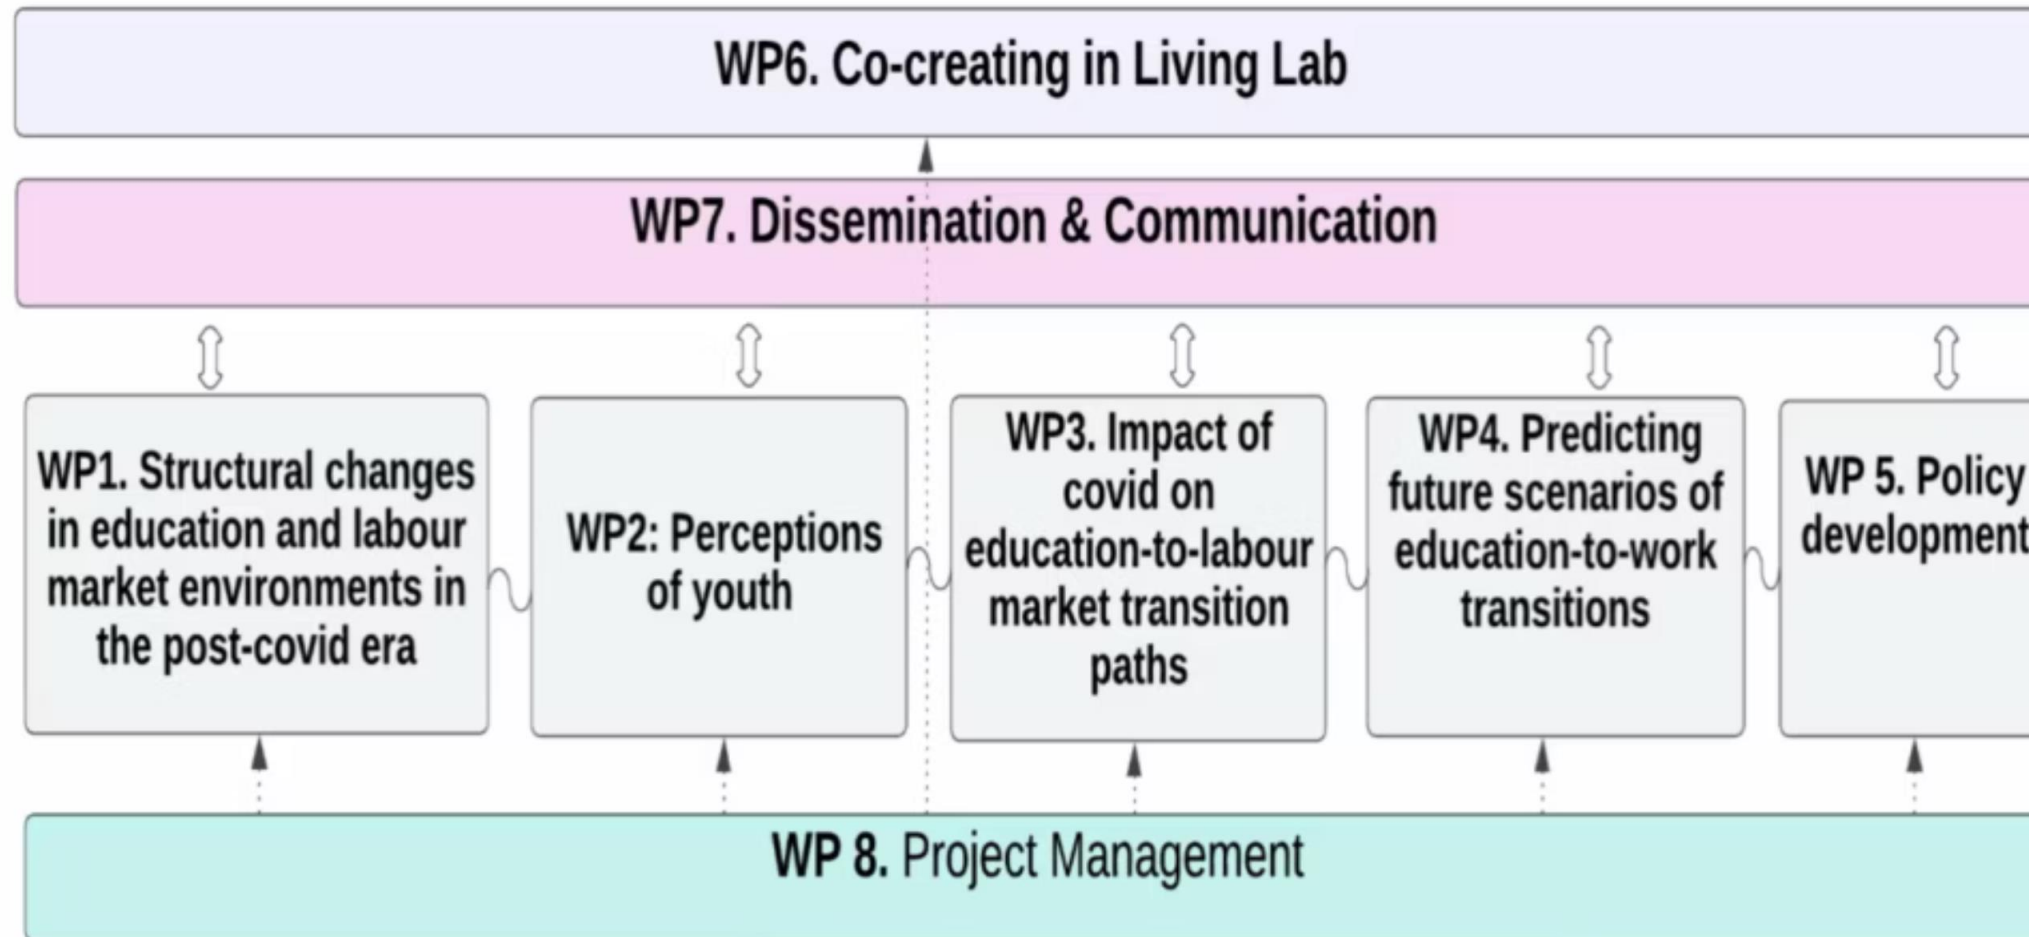 WP6. Co-creating in Living Lab
WP7. Dissemination & Communication
WP1. Structural changes
in education and labour
market environments in
the post-covid era
WP2: Perceptions
of youth
WP3. Impact of
covid on
education-to-labour
market transition
paths
WP4. Predicting
future scenarios of
education-to-work
transitions
WP 5. Policy
development
WP 8. Project Management